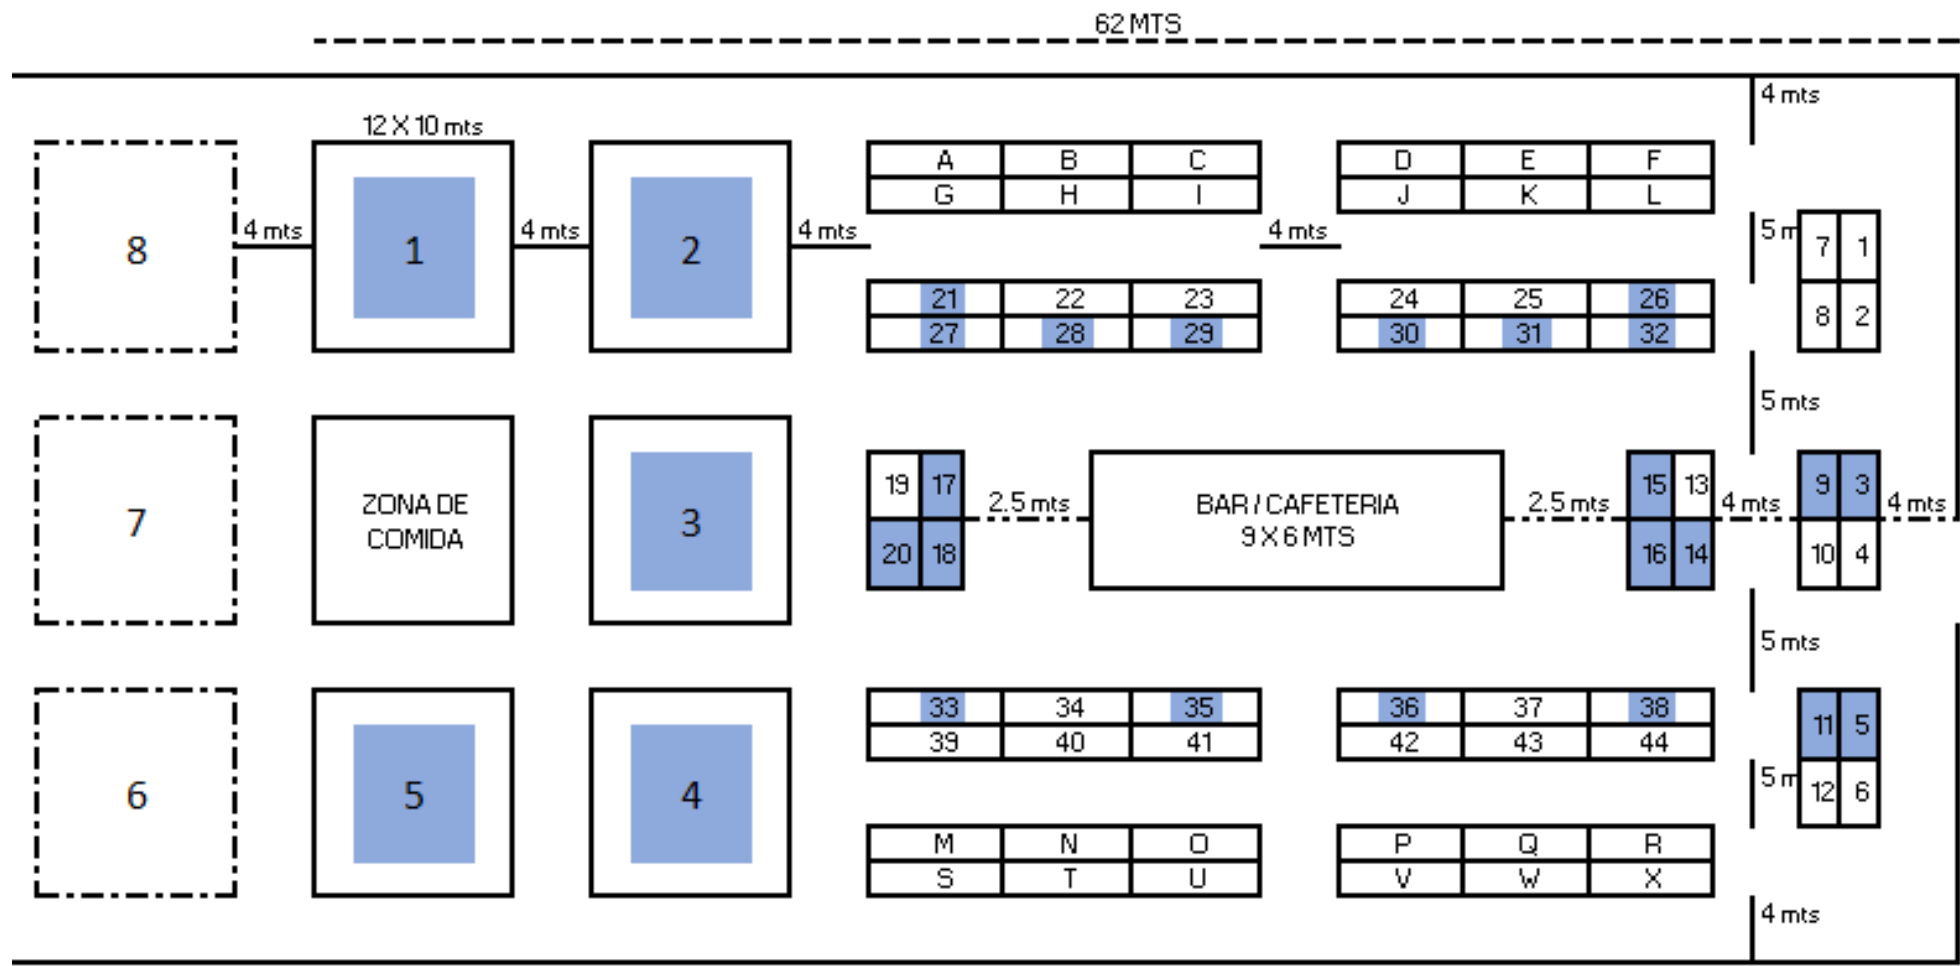 62 MTS
4 mts
12 X 10 mts
A B C D E F
G H I J K L
8 4 mts 1 4 mts 2 4 mts 4 mts 5 m 7 1
21 22 23 24 25 26
27 28 29 30 31 32
8 2
5 mts
ZONA DE
COMIDA
3
19 17
20 18
2.5 mts
BAR / CAFETERIA
9 X 6 MTS
2.5 mts
15 13
16 14
4 mts
9 3
10 4
4 mts
7
5 mts
33 34 35 36 37 38
39 40 41 42 43 44
11 5
12 6
5 m
6 5 4
M N O P Q R
S T U V W X
4 mts